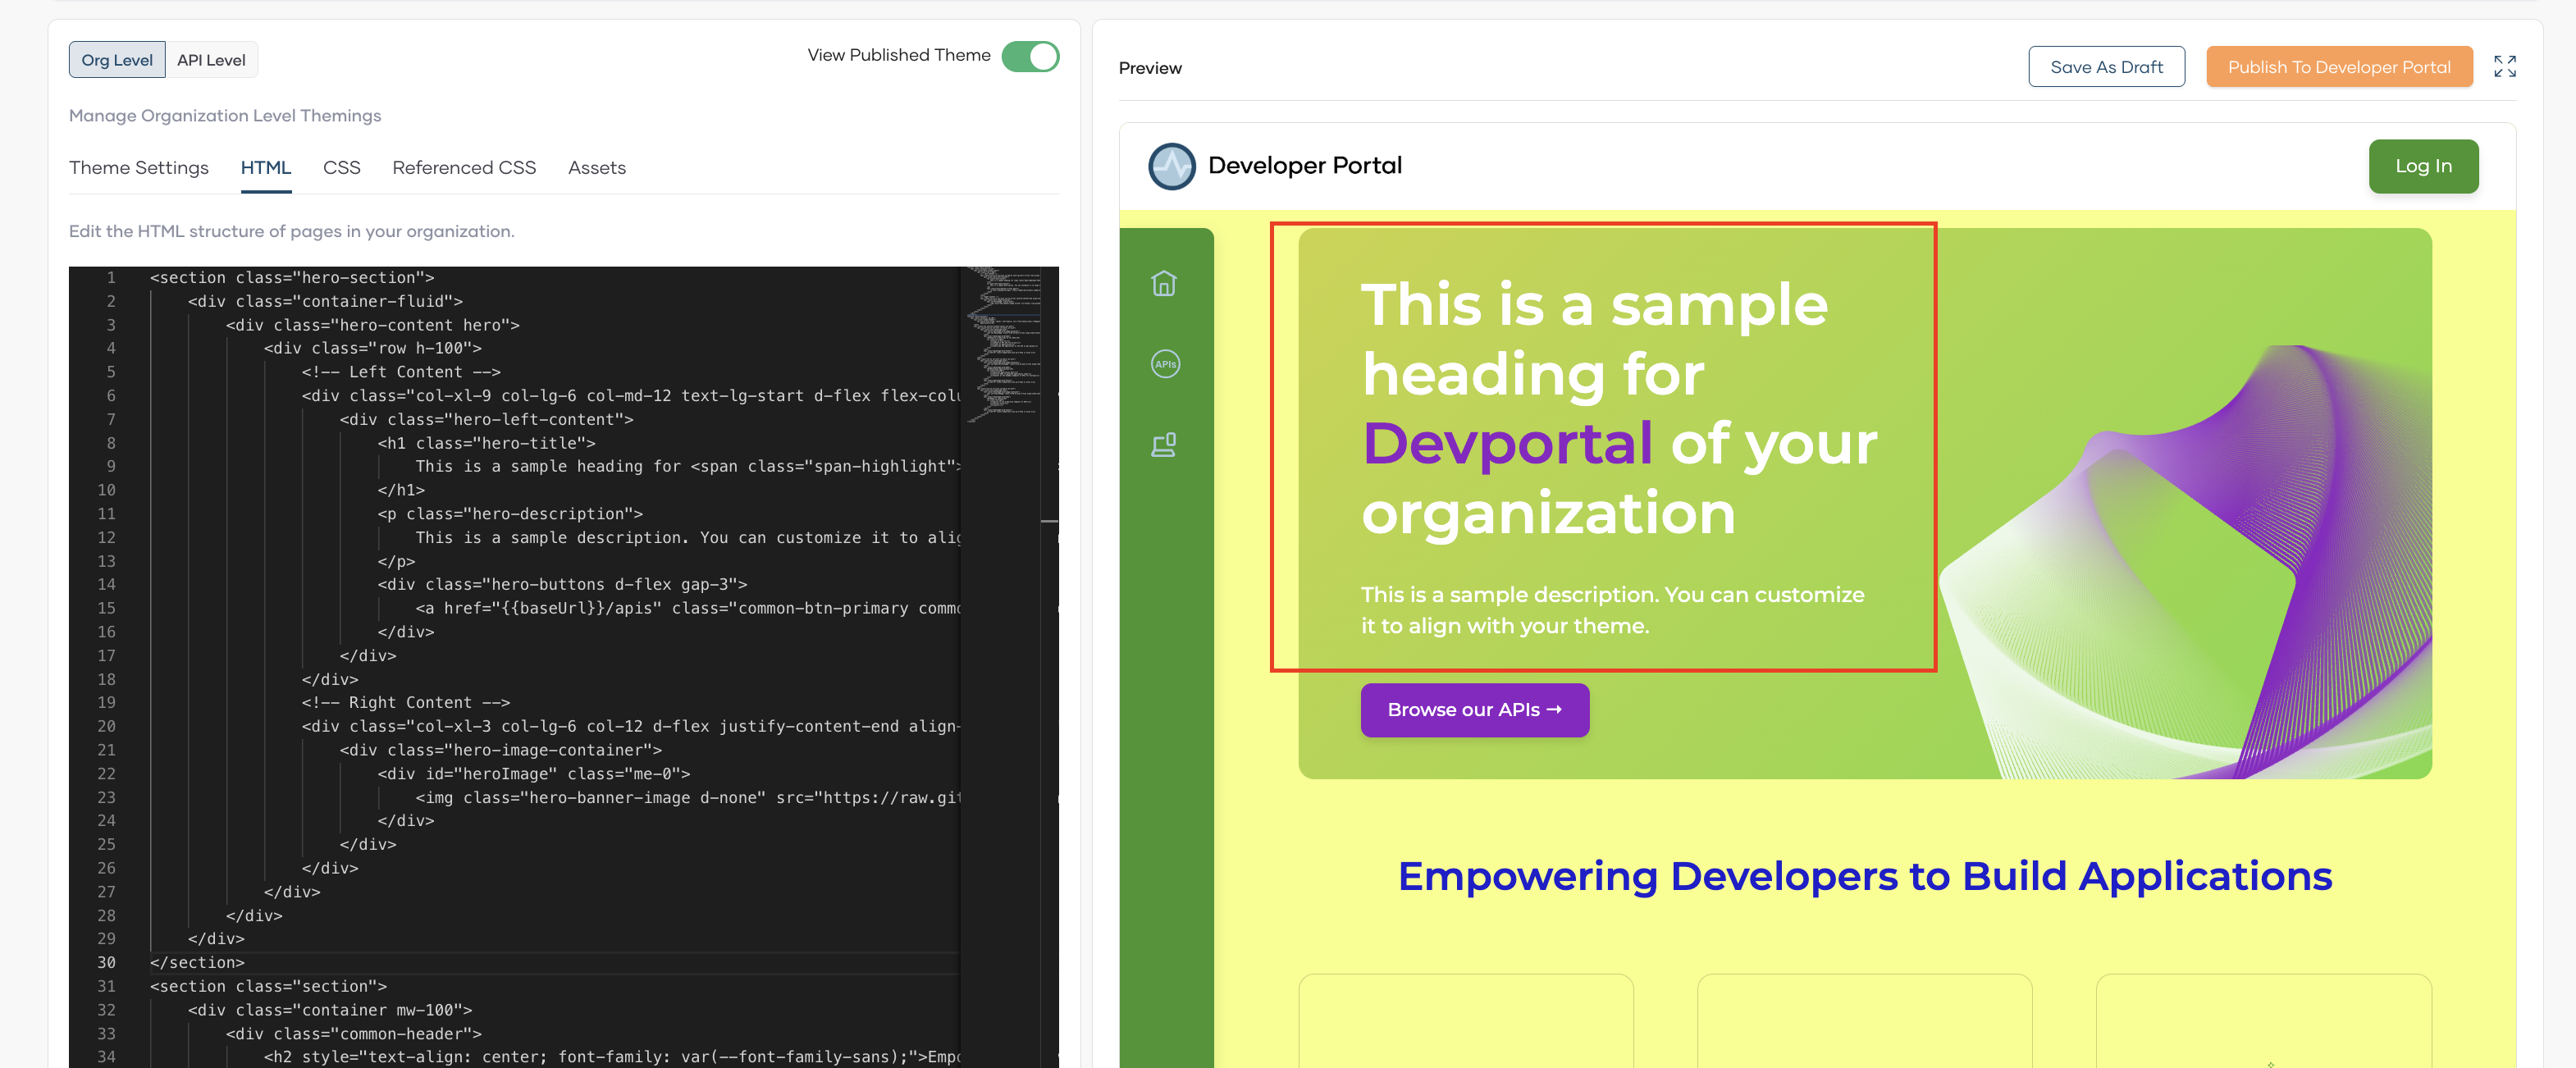 Org Level
API Level
View Published Theme
Manage Organization Level Themings
Theme Settings
HTML
CSS
Referenced CSS
Assets
Edit the HTML structure of pages in your organization.
1 <section class="hero-section">
2 <div class="container-fluid">
3 <div class="hero-content hero">
4 <div class="row h-100">
5 <!-- Left Content -->
6 <div class="col-xl-9 col-lg-6 col-md-12 text-lg-start d-flex flex-colu
7 <div class="hero-left-content">
8 <h1 class="hero-title">
9 This is a sample heading for <span class="span-highlight">
10 </h1>
11 <p class="hero-description">
12 This is a sample description. You can customize it to alig
13 </p>
14 <div class="hero-buttons d-flex gap-3">
15 <a href="{{baseUrl}}/apis" class="common-btn-primary commo
16 </div>
17 </div>
18 </div>
19 <!-- Right Content -->
20 <div class="col-xl-3 col-lg-6 col-12 d-flex justify-content-end align-
21 <div class="hero-image-container">
22 <div id="heroImage" class="me-0">
23 <img class="hero-banner-image d-none" src="https://raw.git
24 </div>
25 </div>
26 </div>
27 </div>
28 </div>
29 </div>
30 </section>
31 <section class="section">
32 <div class="container mw-100">
33 <div class="common-header">
34 <h2 style="text-align: center; font-family: var(--font-family-sans);">Empo
Preview
Save As Draft
Publish To Developer Portal
Developer Portal
Log In
APIs
This is a sample
heading for
Devportal of your
organization
This is a sample description. You can customize
it to align with your theme.
Browse our APIs →
Empowering Developers to Build Applications